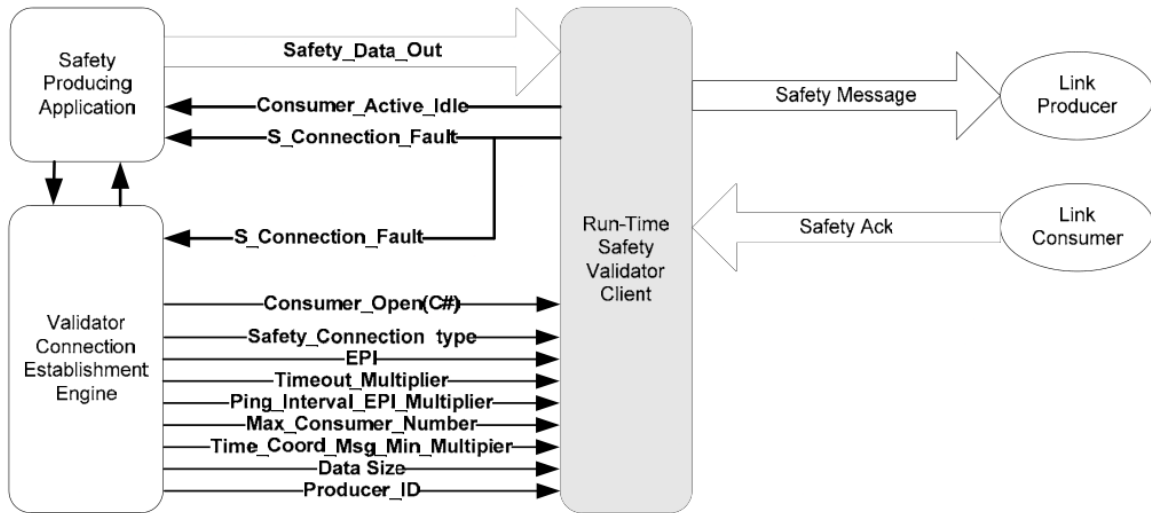 Safety
Producing
Application
Safety_Data_Out
Consumer_Active_Idle
S_Connection_Fault
Safety Message
Link
Producer
S_Connection_Fault
Run-Time
Safety
Validator
Client
Safety Ack
Link
Consumer
Validator
Connection
Establishment
Engine
Consumer_Open(C#)
Safety_Connection type
EPI
Timeout_Multiplier
Ping_Interval_EPI_Multiplier
Max_Consumer_Number
Time_Coord_Msg_Min_Multipier
Data Size
Producer_ID